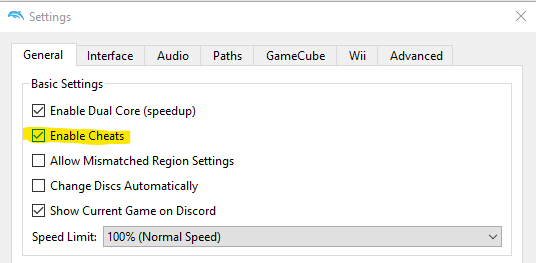 Settings
General Interface Audio Paths GameCube Wii Advanced
Basic Settings
Enable Dual Core (speedup)
Enable Cheats
Allow Mismatched Region Settings
Change Discs Automatically
Show Current Game on Discord
Speed Limit: 100% (Normal Speed)